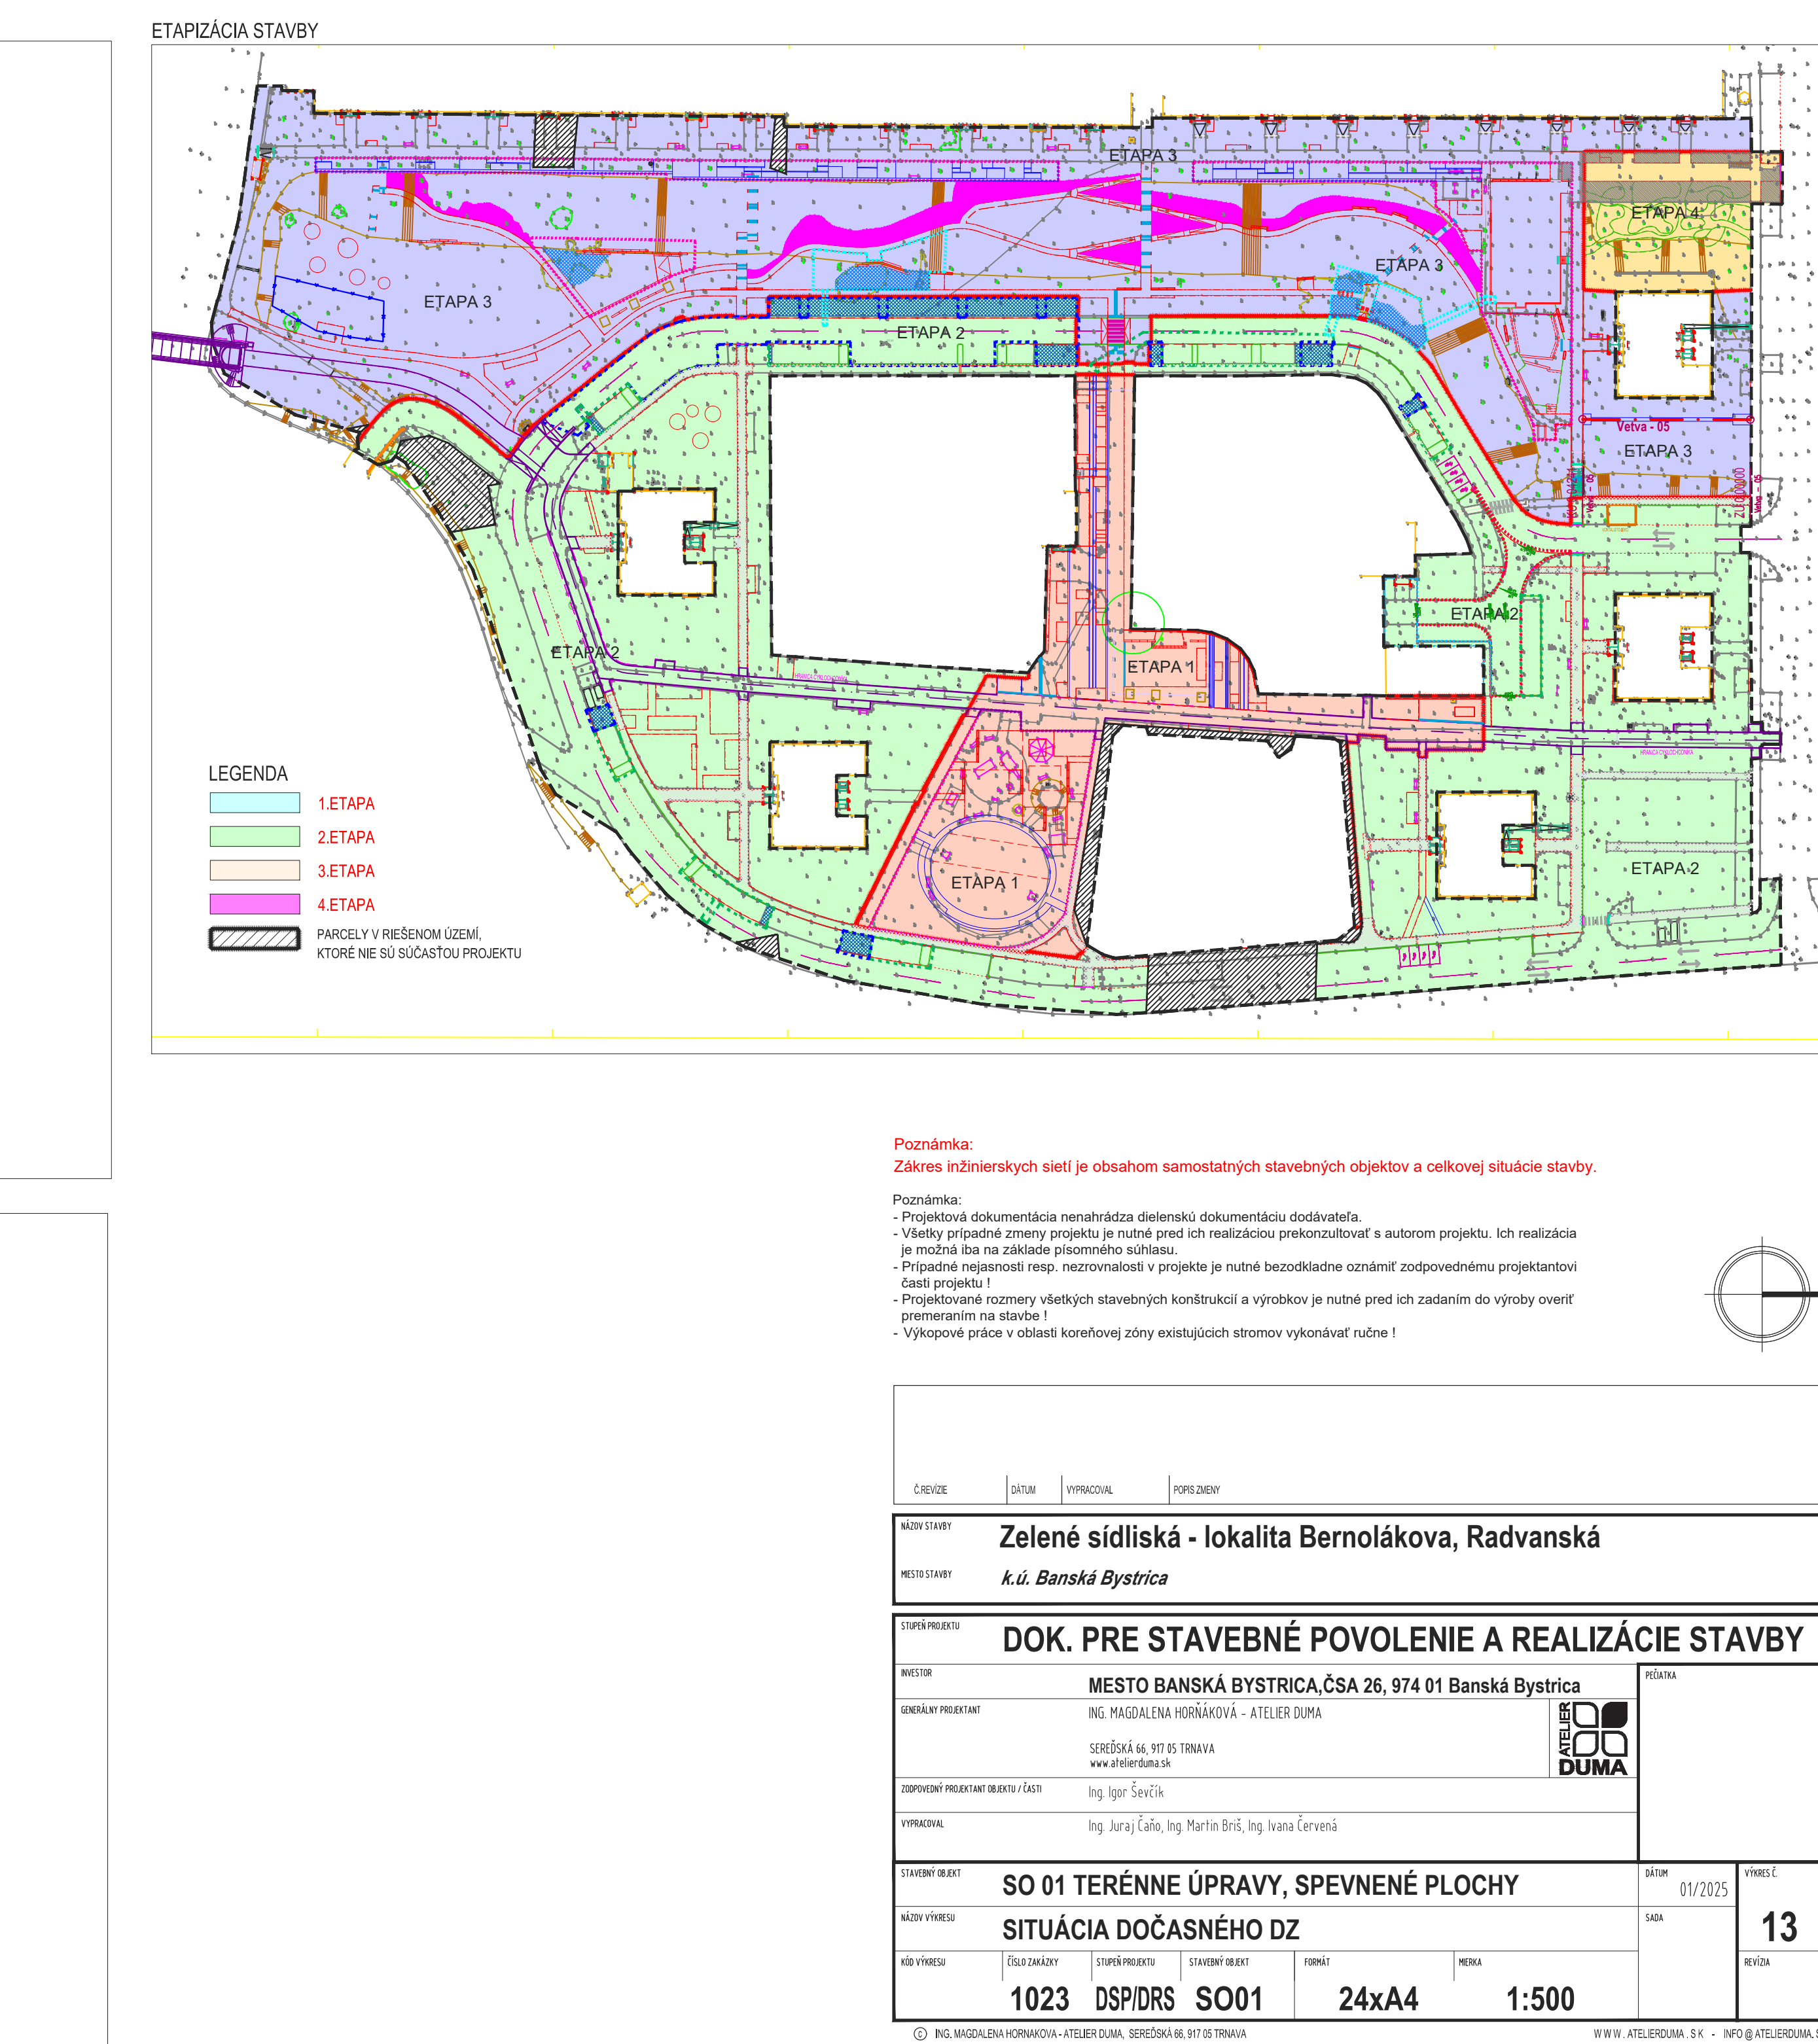 ETAPIZÁCIA STAVBY
ETAPA 3
ETAPA 4
ETAPA 3
ETAPA 3
ETAPA 2
Vetva - 05
ETAPA 3
ETAPA 2
ETAPA 2
ETAPA 1
HRANICA CYKLOCHODNÍKA
HRANICA CYKLOCHODNÍKA
ETAPA 2
ETAPA 1
LEGENDA
1.ETAPA
2.ETAPA
3.ETAPA
4.ETAPA
PARCELY V RIEŠENOM ÚZEMÍ,
KTORÉ NIE SÚ SÚČASŤOU PROJEKTU
Poznámka:
Zákres inžinierskych sietí je obsahom samostatných stavebných objektov a celkovej situácie stavby.
Poznámka:
- Projektová dokumentácia nenahrádza dielenskú dokumentáciu dodávateľa.
- Všetky prípadné zmeny projektu je nutné pred ich realizáciou prekonzultovať s autorom projektu. Ich realizácia
je možná iba na základe písomného súhlasu.
- Prípadné nejasnosti resp. nezrovnalosti v projekte je nutné bezodkladne oznámiť zodpovednému projektantovi
časti projektu !
- Projektované rozmery všetkých stavebných konštrukcií a výrobkov je nutné pred ich zadaním do výroby overiť
premeraním na stavbe !
- Výkopové práce v oblasti koreňovej zóny existujúcich stromov vykonávať ručne !
Č.REVÍZIE DÁTUM VYPRACOVAL POPIS ZMENY
NÁZOV STAVBY Zelené sídliská - lokalita Bernolákova, Radvanská
MIESTO STAVBY k.ú. Banská Bystrica
STUPEŇ PROJEKTU DOK. PRE STAVEBNÉ POVOLENIE A REALIZÁCIE STAVBY
INVESTOR MESTO BANSKÁ BYSTRICA,ČSA 26, 974 01 Banská Bystrica
PEČIATKA
GENERÁLNY PROJEKTANT ING. MAGDALENA HORŇÁKOVÁ - ATELIER DUMA
SEREĎSKÁ 66, 917 05 TRNAVA
www.atelierduma.sk
ATELIER
DUMA
ZODPOVEDNÝ PROJEKTANT OBJEKTU / ČASTI Ing. Igor Ševčík
VYPRACOVAL Ing. Juraj Čaňo, Ing. Martin Briš, Ing. Ivana Červená
STAVEBNÝ OBJEKT SO 01 TERÉNNE ÚPRAVY, SPEVNENÉ PLOCHY
DÁTUM 01/2025
VÝKRES Č. 13
NÁZOV VÝKRESU SITUÁCIA DOČASNÉHO DZ
SADA
KÓD VÝKRESU ČÍSLO ZAKÁZKY STUPEŇ PROJEKTU STAVEBNÝ OBJEKT FORMÁT MIERKA REVÍZIA
1023 DSP/DRS SO01 24xA4 1:500
© ING. MAGDALENA HORNAKOVA - ATELIER DUMA, SEREĎSKÁ 66, 917 05 TRNAVA
WWW. ATELIERDUMA . S K - INFO @ ATELIERDUMA.